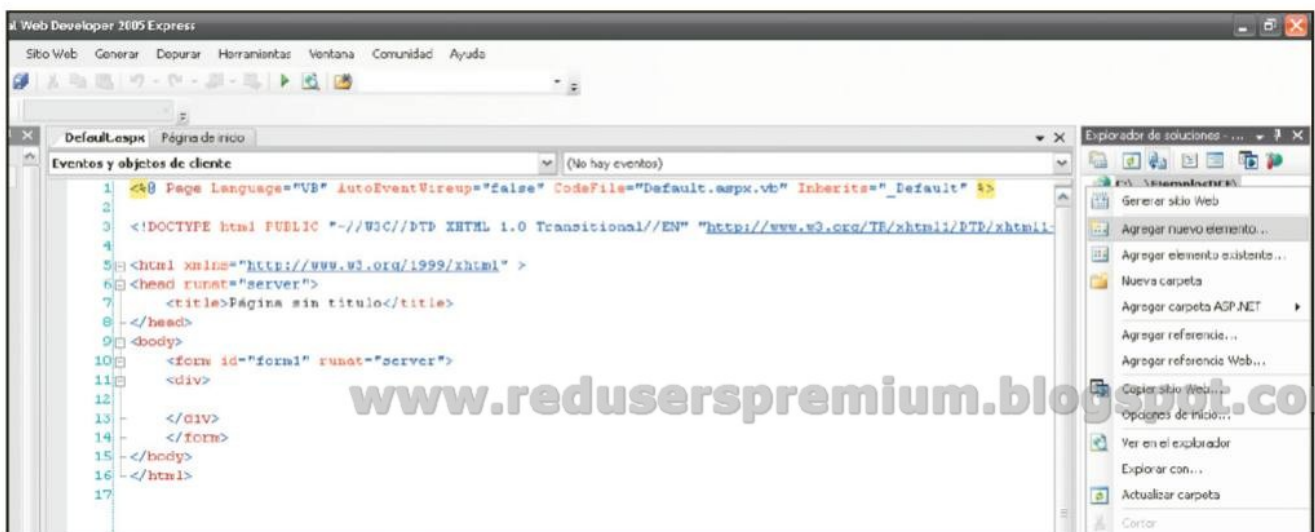 al Web Developer 2005 Express
Sitio Web Generar Depurar Herramientas Ventana Comunidad Ayuda
Default.aspx Página de inicio
Explorador de soluciones - ...
Eventos y objetos de cliente
(No hay eventos)
1 <%@ Page Language="VB" AutoEventWireup="false" CodeFile="Default.aspx.vb" Inherits="_Default" %>
2
3 <!DOCTYPE html PUBLIC "-//W3C//DTD XHTML 1.0 Transitional//EN" "http://www.w3.org/TR/xhtml1/DTD/xhtml1-
4
5 <html xmlns="http://www.w3.org/1999/xhtml" >
6 <head runat="server">
7 <title>Página sin título</title>
8 </head>
9 <body>
10 <form id="form1" runat="server">
11 <div>
12
13 </div>
14 </form>
15 </body>
16 </html>
17
Generar sitio Web
Agregar nuevo elemento...
Agregar elemento existente...
Nueva carpeta
Agregar carpeta ASP.NET
Agregar referencia...
Agregar referencia Web...
Copiar sitio Web...
Opciones de inicio...
Ver en el explorador
Explorar con...
Actualizar carpeta
Cortar
www.reduserspremium.blogspot.co